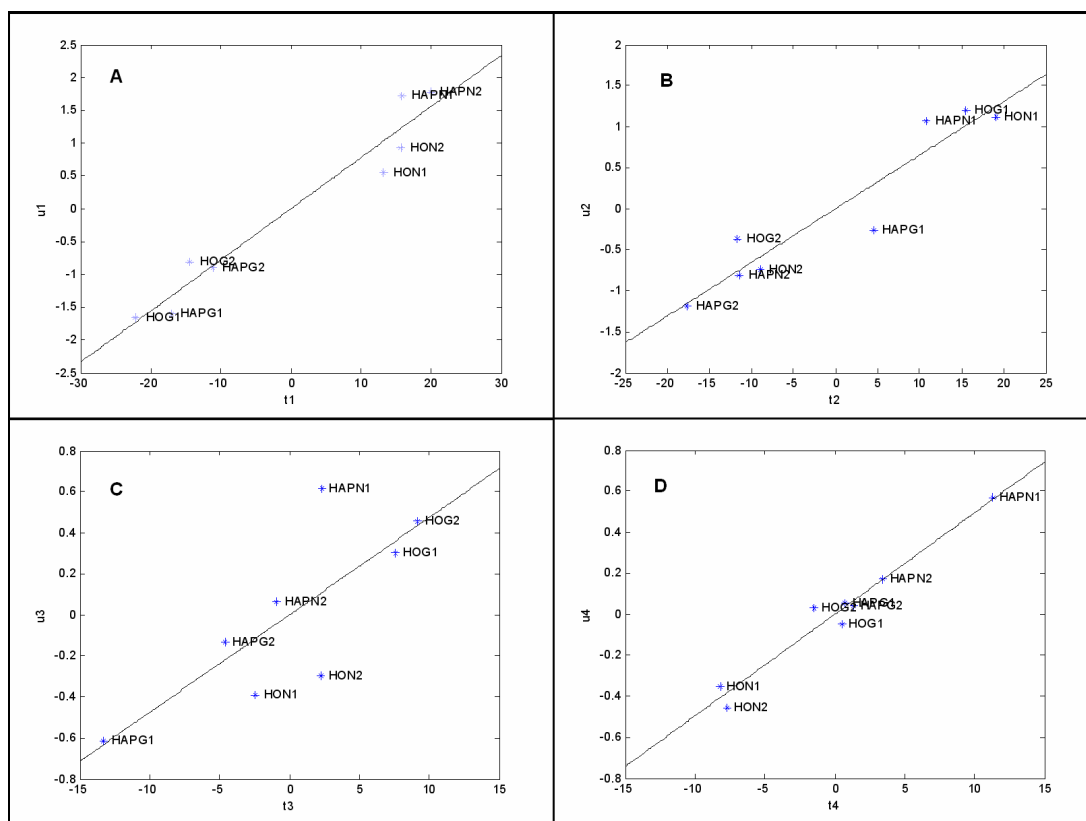 A
2.5
2
1.5
1
0.5
0
-0.5
-1
-1.5
-2
-2.5
u1
HAPN1
HAPN2
HON2
HON1
HOG2
HAPG2
HAPG1
HOG1
-30
-20
-10
0
10
20
30
t1
B
2
1.5
1
0.5
0
-0.5
-1
-1.5
-2
u2
HOG1
HON1
HAPN1
HAPG1
HOG2
HON2
HAPN2
HAPG2
-25
-20
-15
-10
-5
0
5
10
15
20
25
t2
C
0.8
0.6
0.4
0.2
0
-0.2
-0.4
-0.6
-0.8
u3
HAPN1
HOG2
HOG1
HAPN2
HAPG2
HON2
HON1
HAPG1
-15
-10
-5
0
5
10
15
t3
D
0.8
0.6
0.4
0.2
0
-0.2
-0.4
-0.6
-0.8
u4
HAPN1
HAPN2
HAPG1
HAPG2
HOG2
HOG1
HON1
HON2
-15
-10
-5
0
5
10
15
t4